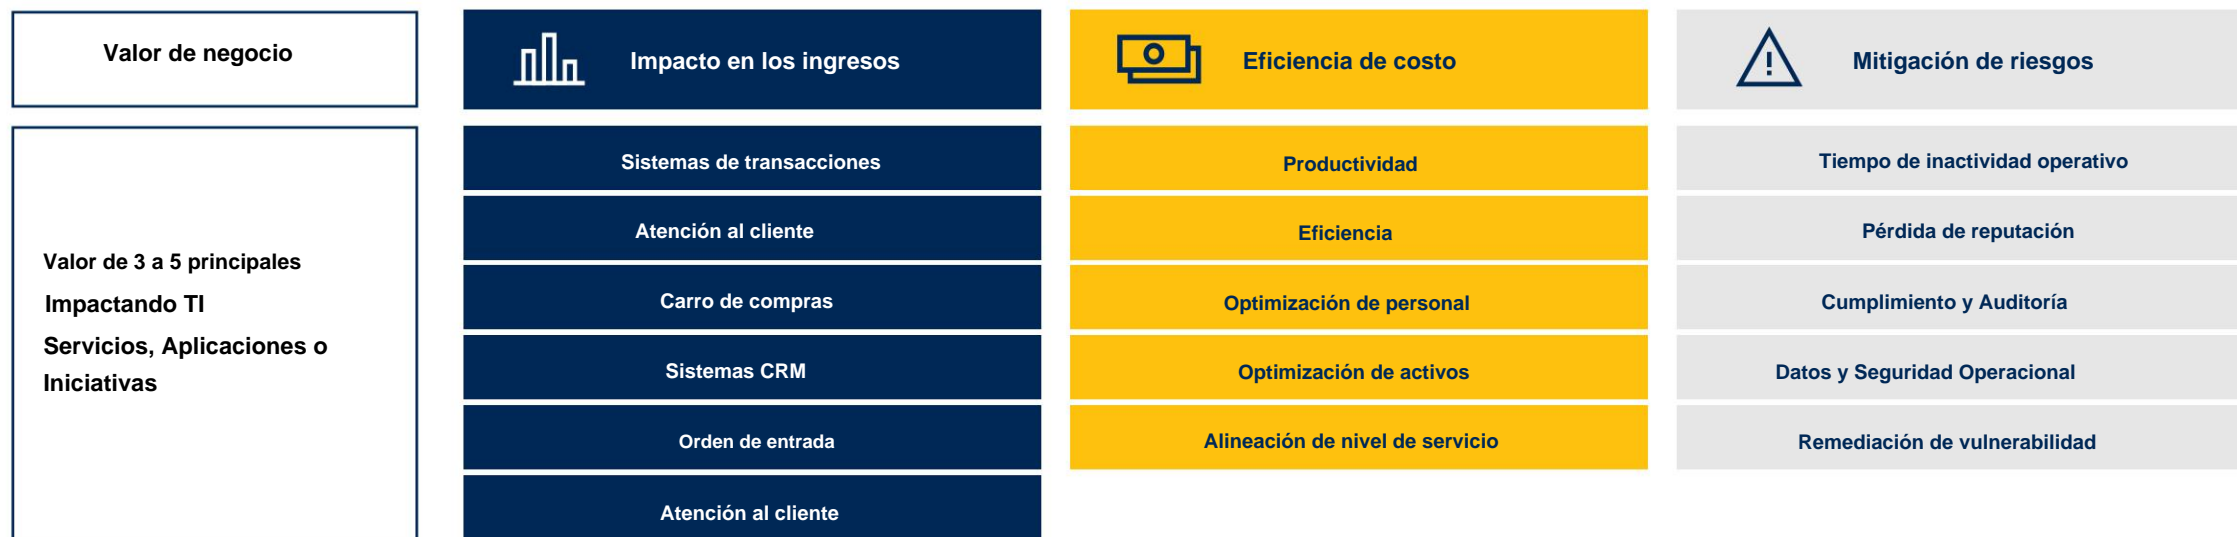 Valor de negocio
Impacto en los ingresos
Eficiencia de costo
Mitigación de riesgos
Valor de 3 a 5 principales
Impactando TI
Servicios, Aplicaciones o
Iniciativas
Sistemas de transacciones
Atención al cliente
Carro de compras
Sistemas CRM
Orden de entrada
Atención al cliente
Productividad
Eficiencia
Optimización de personal
Optimización de activos
Alineación de nivel de servicio
Tiempo de inactividad operativo
Pérdida de reputación
Cumplimiento y Auditoría
Datos y Seguridad Operacional
Remediación de vulnerabilidad